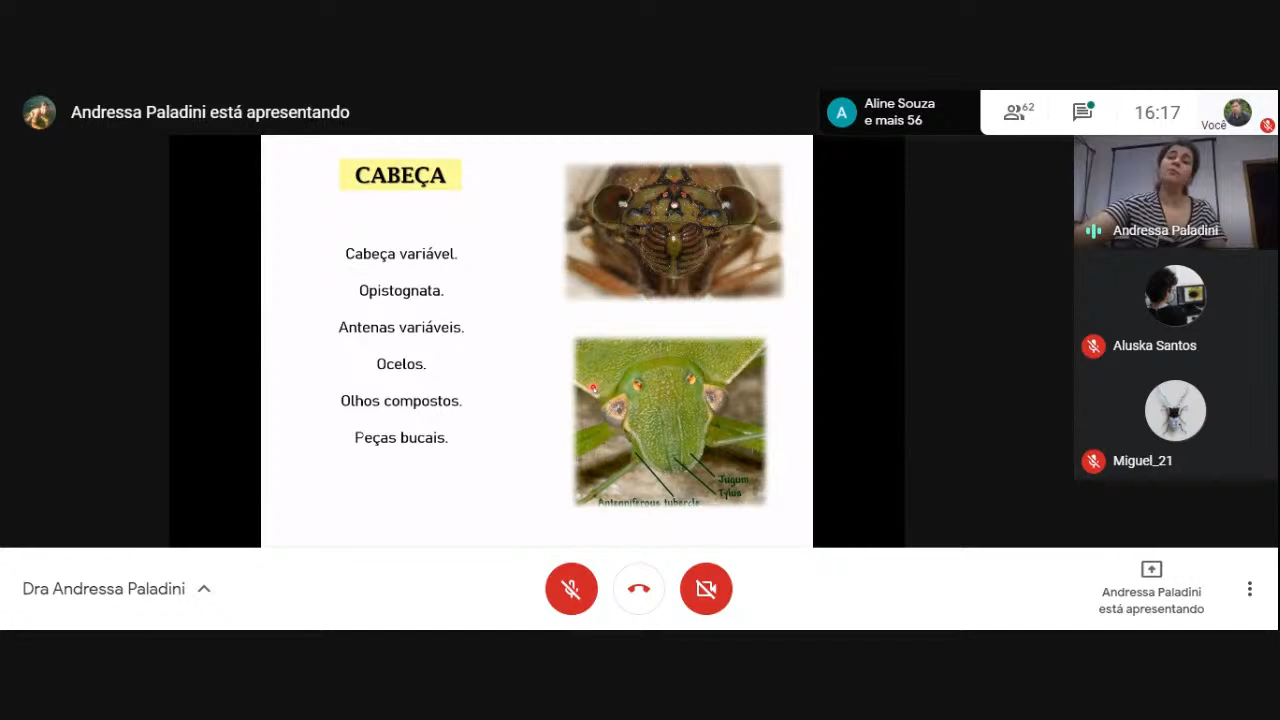 Andressa Paladini está apresentando
Aline Souza
e mais 56
62
16:17
Você
CABEÇA
Cabeça variável.
Opistognata.
Antenas variáveis.
Ocelos.
Olhos compostos.
Peças bucais.
Jugum
Tylus
Antenniferous tubercle
Andressa Paladini
Aluska Santos
Miguel_21
Dra Andressa Paladini
Andressa Paladini
está apresentando